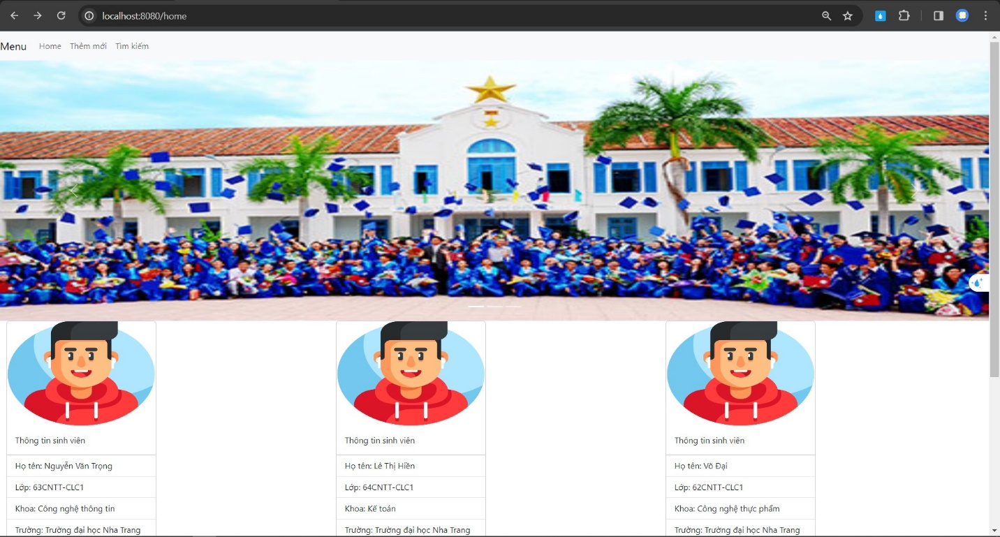 localhost:8080/home
Menu Home Thêm mới Tìm kiếm
Thông tin sinh viên
Họ tên: Nguyễn Văn Trọng
Lớp: 63CNTT-CLC1
Khoa: Công nghệ thông tin
Trường: Trường đại học Nha Trang
Thông tin sinh viên
Họ tên: Lê Thị Hiền
Lớp: 64CNTT-CLC1
Khoa: Kế toán
Trường: Trường đại học Nha Trang
Thông tin sinh viên
Họ tên: Võ Đại
Lớp: 62CNTT-CLC1
Khoa: Công nghệ thực phẩm
Trường: Trường đại học Nha Trang